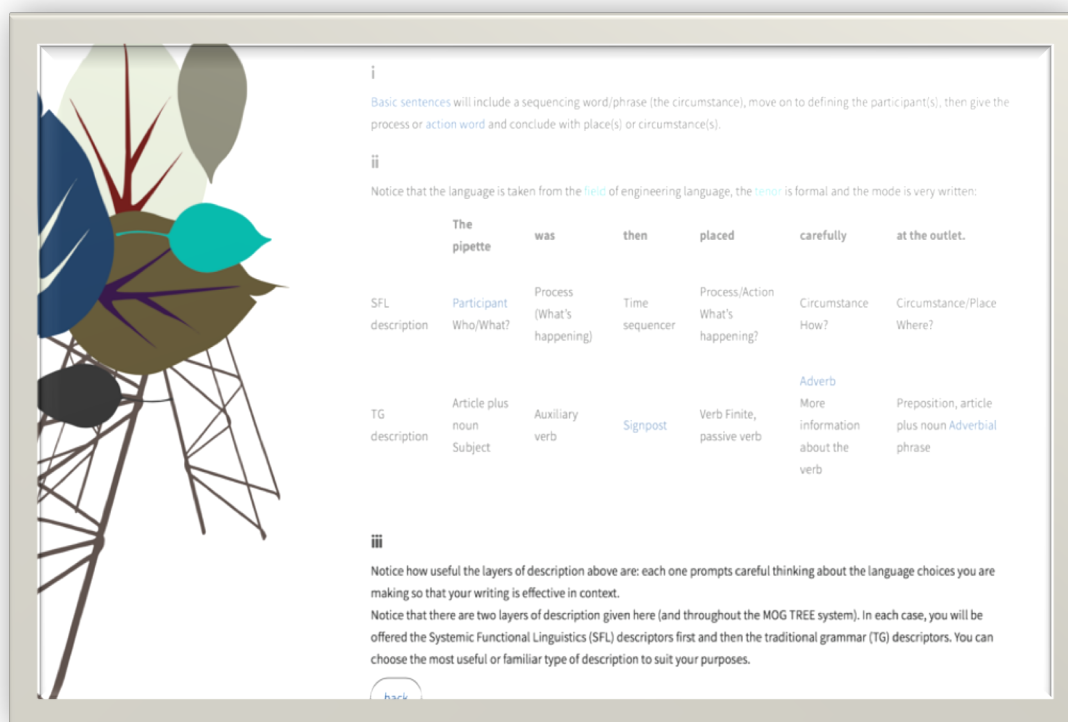 i
Basic sentences will include a sequencing word/phrase (the circumstance), move on to defining the participant(s), then give the
process or action word and conclude with place(s) or circumstance(s).
ii
Notice that the language is taken from the field of engineering language, the tenor is formal and the mode is very written:
The pipette was then placed carefully at the outlet.
SFL description
Participant Who/What?
Process (What's happening)
Time sequencer
Process/Action What's happening?
Circumstance How?
Circumstance/Place Where?
TG description
Article plus noun Subject
Auxiliary verb
Signpost
Verb Finite, passive verb
Adverb More information about the verb
Preposition, article plus noun Adverbial phrase
iii
Notice how useful the layers of description above are: each one prompts careful thinking about the language choices you are
making so that your writing is effective in context.
Notice that there are two layers of description given here (and throughout the MOG TREE system). In each case, you will be
offered the Systemic Functional Linguistics (SFL) descriptors first and then the traditional grammar (TG) descriptors. You can
choose the most useful or familiar type of description to suit your purposes.
back